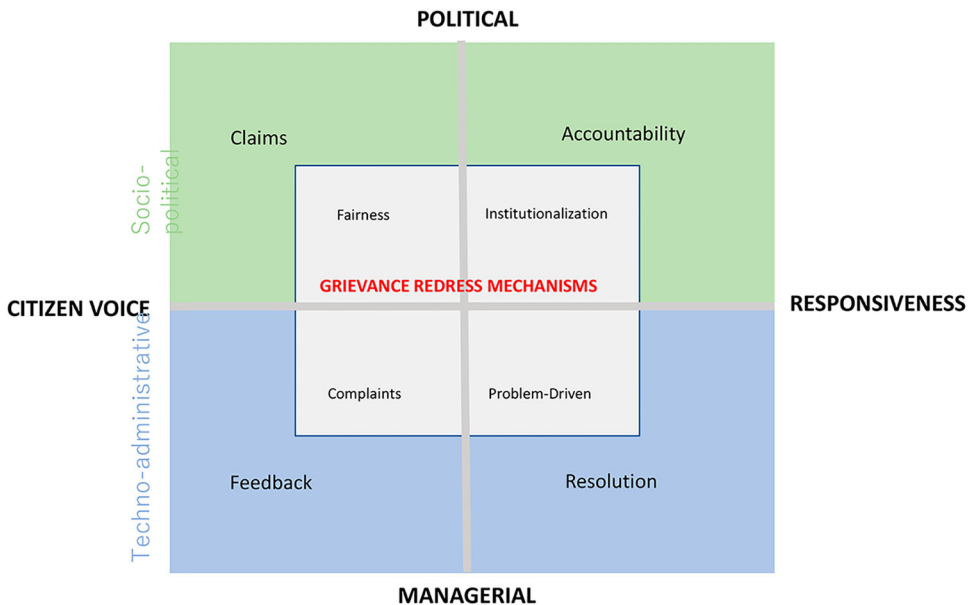 POLITICAL
Claims
Accountability
Socio-
political
Fairness
Institutionalization
GRIEVANCE REDRESS MECHANISMS
CITIZEN VOICE
RESPONSIVENESS
Techno-administrative
Complaints
Problem-Driven
Feedback
Resolution
MANAGERIAL